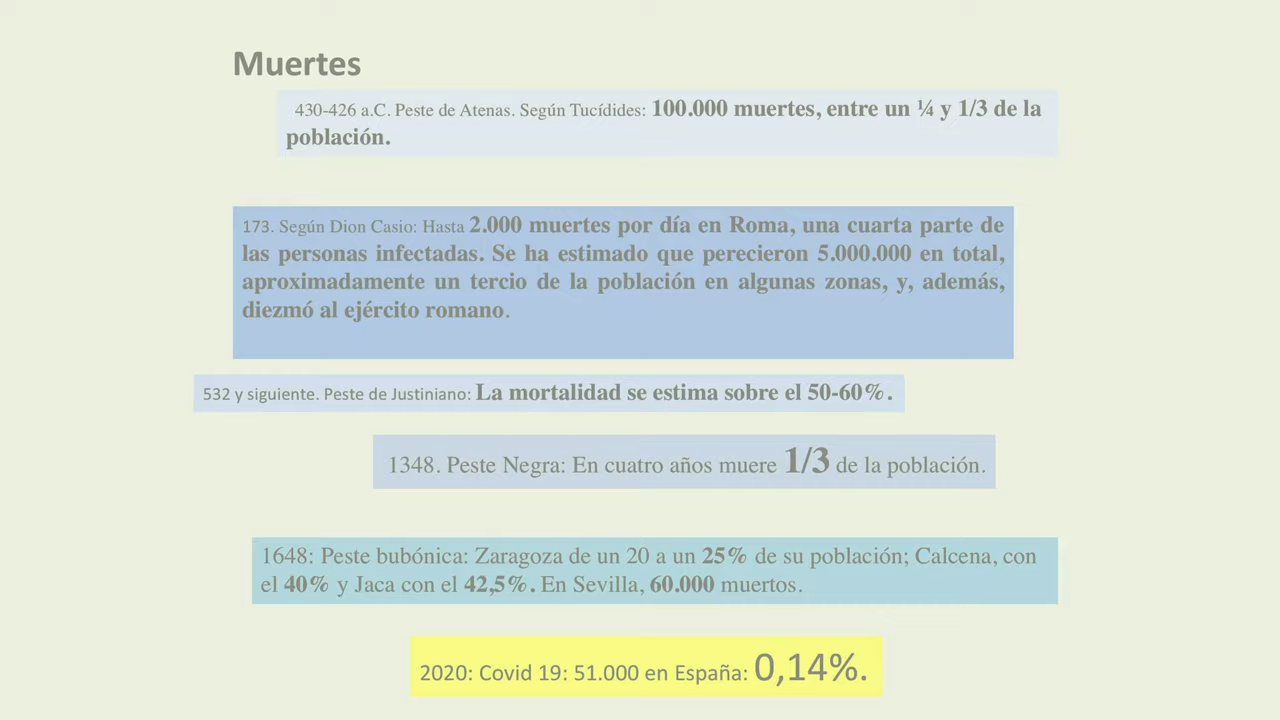 Muertes
430-426 a.C. Peste de Atenas. Según Tucídides: 100.000 muertes, entre un ¼ y 1/3 de la
población.
173. Según Dion Casio: Hasta 2.000 muertes por día en Roma, una cuarta parte de
las personas infectadas. Se ha estimado que perecieron 5.000.000 en total,
aproximadamente un tercio de la población en algunas zonas, y, además,
diezmó al ejército romano.
532 y siguiente. Peste de Justiniano: La mortalidad se estima sobre el 50-60%.
1348. Peste Negra: En cuatro años muere 1/3 de la población.
1648: Peste bubónica: Zaragoza de un 20 a un 25% de su población; Calcena, con
el 40% y Jaca con el 42,5%. En Sevilla, 60.000 muertos.
2020: Covid 19: 51.000 en España: 0,14%.